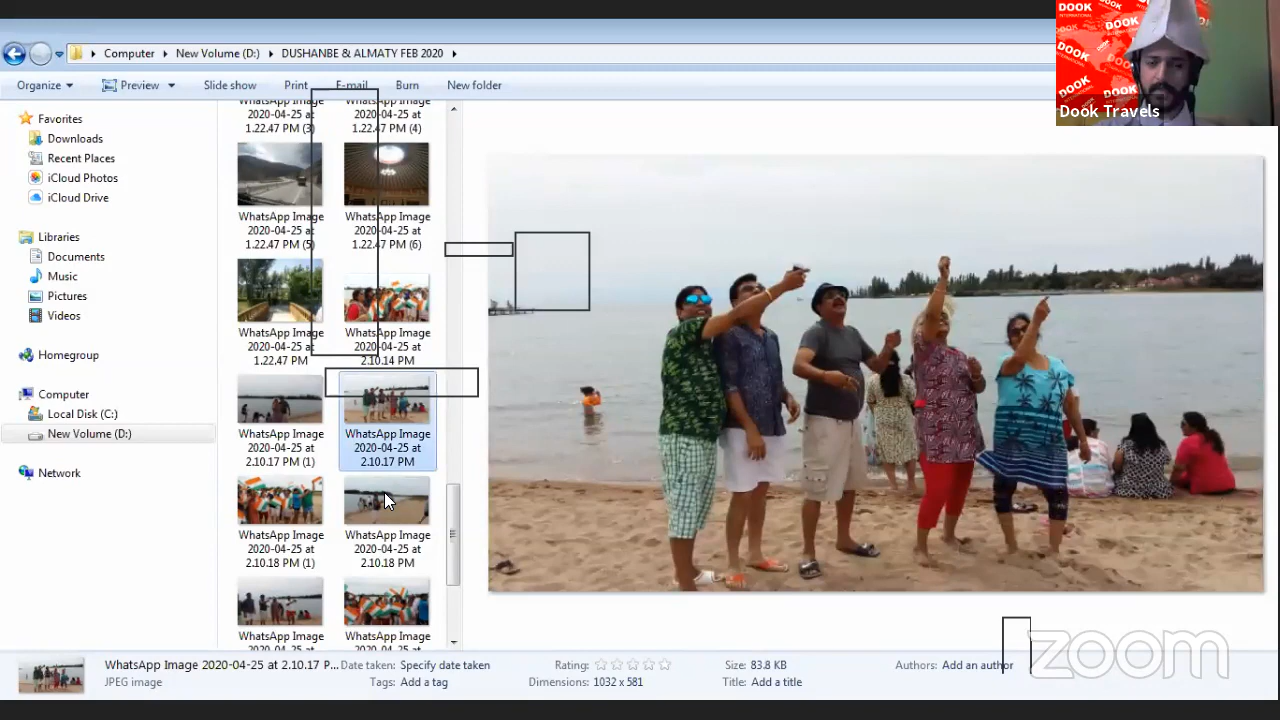 Computer ▸ New Volume (D:) ▸ DUSHANBE & ALMATY FEB 2020 ▸
Organize Preview Slide show Print E-mail Burn New folder
DOOK
INTERNATIONAL
DOOK
DOOK
DOOK
DOOK
Dook Travels
Favorites
Downloads
Recent Places
iCloud Photos
iCloud Drive
Libraries
Documents
Music
Pictures
Videos
Homegroup
Computer
Local Disk (C:)
New Volume (D:)
Network
WhatsApp Image
2020-04-25 at
1.22.47 PM (3)
WhatsApp Image
2020-04-25 at
1.22.47 PM (4)
WhatsApp Image
2020-04-25 at
1.22.47 PM (5)
WhatsApp Image
2020-04-25 at
1.22.47 PM (6)
WhatsApp Image
2020-04-25 at
1.22.47 PM
WhatsApp Image
2020-04-25 at
2.10.14 PM
WhatsApp Image
2020-04-25 at
2.10.17 PM (1)
WhatsApp Image
2020-04-25 at
2.10.17 PM
WhatsApp Image
2020-04-25 at
2.10.18 PM (1)
WhatsApp Image
2020-04-25 at
2.10.18 PM
WhatsApp Image
WhatsApp Image
WhatsApp Image 2020-04-25 at 2.10.17 P... Date taken: Specify date taken Rating: Size: 83.8 KB Authors: Add an author
JPEG image Tags: Add a tag Dimensions: 1032 x 581 Title: Add a title
zoom